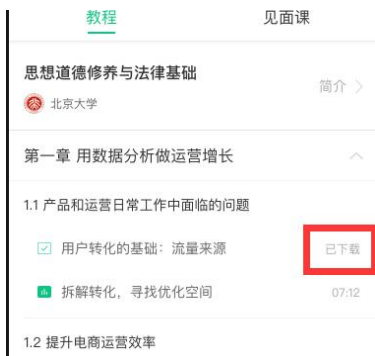 教程 见面课
思想道德修养与法律基础
简介
北京大学
第一章 用数据分析做运营增长
1.1 产品和运营日常工作中面临的问题
用户转化的基础：流量来源 已下载
拆解转化，寻找优化空间 07:12
1.2 提升电商运营效率